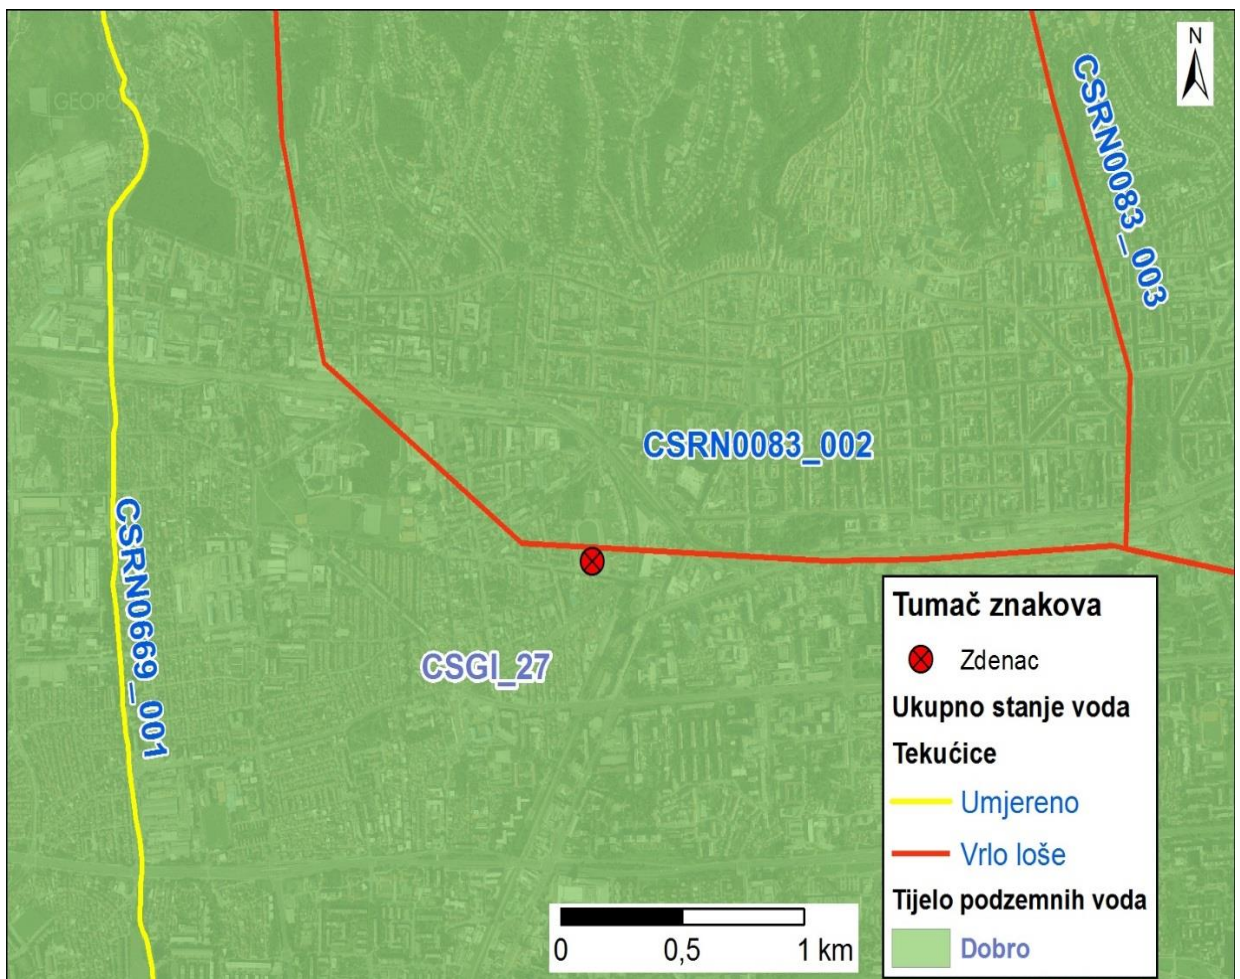 N
GEOPO
CSRN0083_003
CSRN0083_002
CSRN0669_001
CSGI_27
Tumač znakova
Zdenac
Ukupno stanje voda
Tekućice
Umjereno
Vrlo loše
Tijelo podzemnih voda
Dobro
0 0,5 1 km